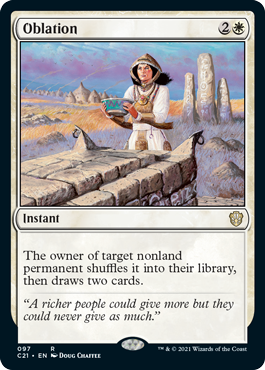 Oblation 2
Instant
The owner of target nonland
permanent shuffles it into their library,
then draws two cards.
“A richer people could give more but they
could never give as much.”
097 R
C21 • EN DOUG CHAFFEE ™ & © 2021 Wizards of the Coast